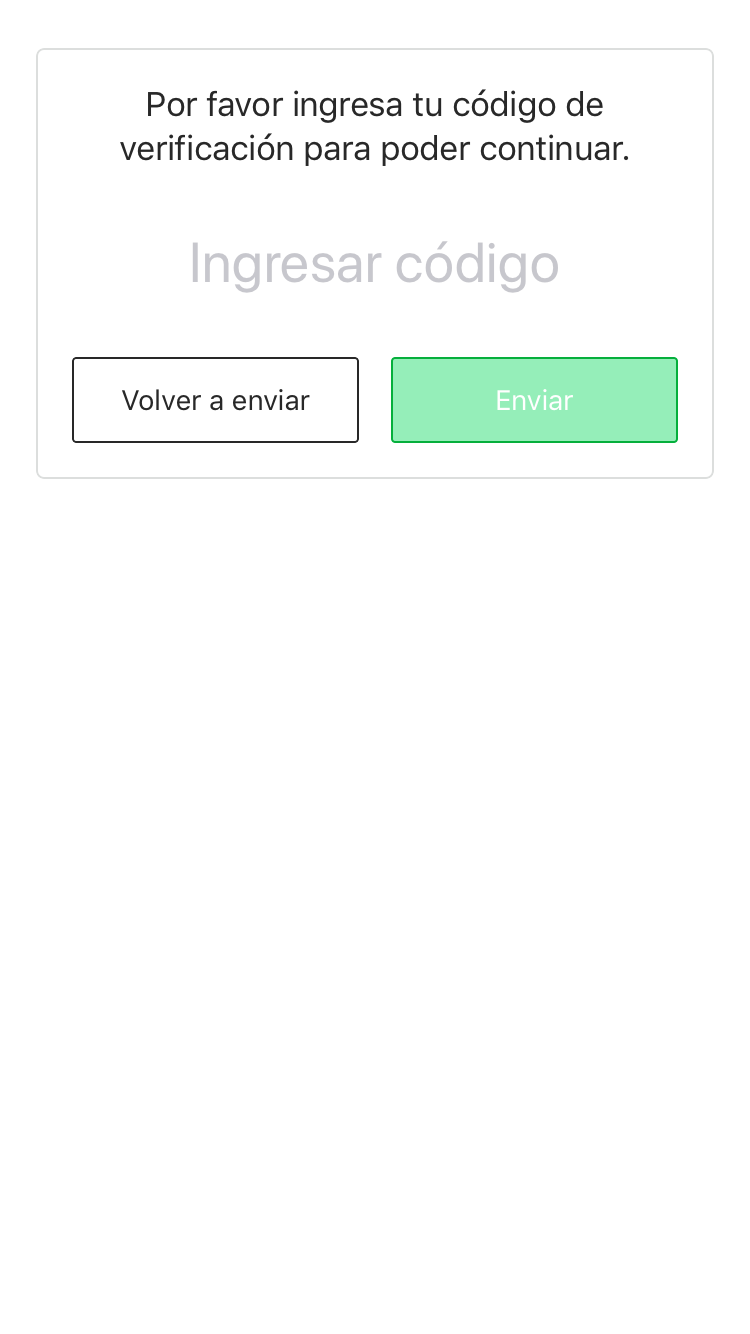 Por favor ingresa tu código de
verificación para poder continuar.
Ingresar código
Volver a enviar
Enviar